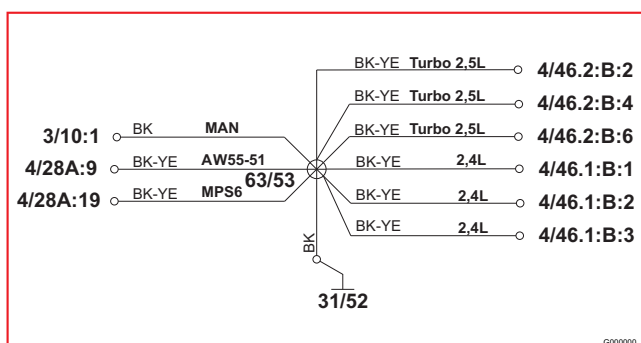 BK-YE Turbo 2,5L 4/46.2:B:2
BK-YE Turbo 2,5L 4/46.2:B:4
BK-YE Turbo 2,5L 4/46.2:B:6
3/10:1 BK MAN
4/28A:9 BK-YE AW55-51
63/53
BK-YE 2,4L 4/46.1:B:1
4/28A:19 BK-YE MPS6
BK-YE 2,4L 4/46.1:B:2
BK-YE 2,4L 4/46.1:B:3
BK
31/52
G000000